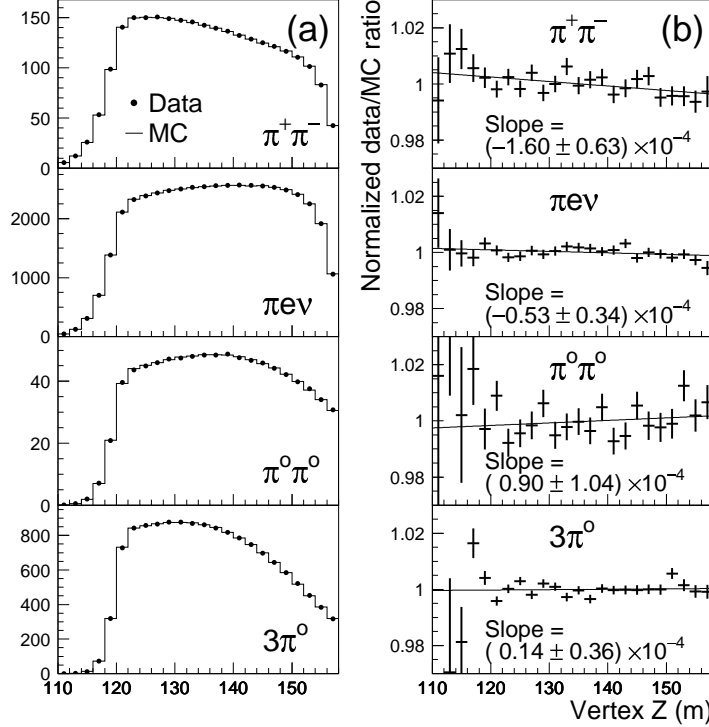 (a)
150
100
50
0
● Data
— MC
π⁺π⁻
2000
1000
0
πeν
40
20
0
π⁰π⁰
800
600
400
200
0
3π⁰
110 120 130 140 150
(b)
Normalized data/MC ratio
1.02
1
0.98
π⁺π⁻
Slope =
(−1.60 ± 0.63) ×10⁻⁴
1.02
1
0.98
πeν
Slope =
(−0.53 ± 0.34) ×10⁻⁴
1.02
1
0.98
π⁰π⁰
Slope =
( 0.90 ± 1.04) ×10⁻⁴
1.02
1
0.98
3π⁰
Slope =
( 0.14 ± 0.36) ×10⁻⁴
110 120 130 140 150
Vertex Z (m)